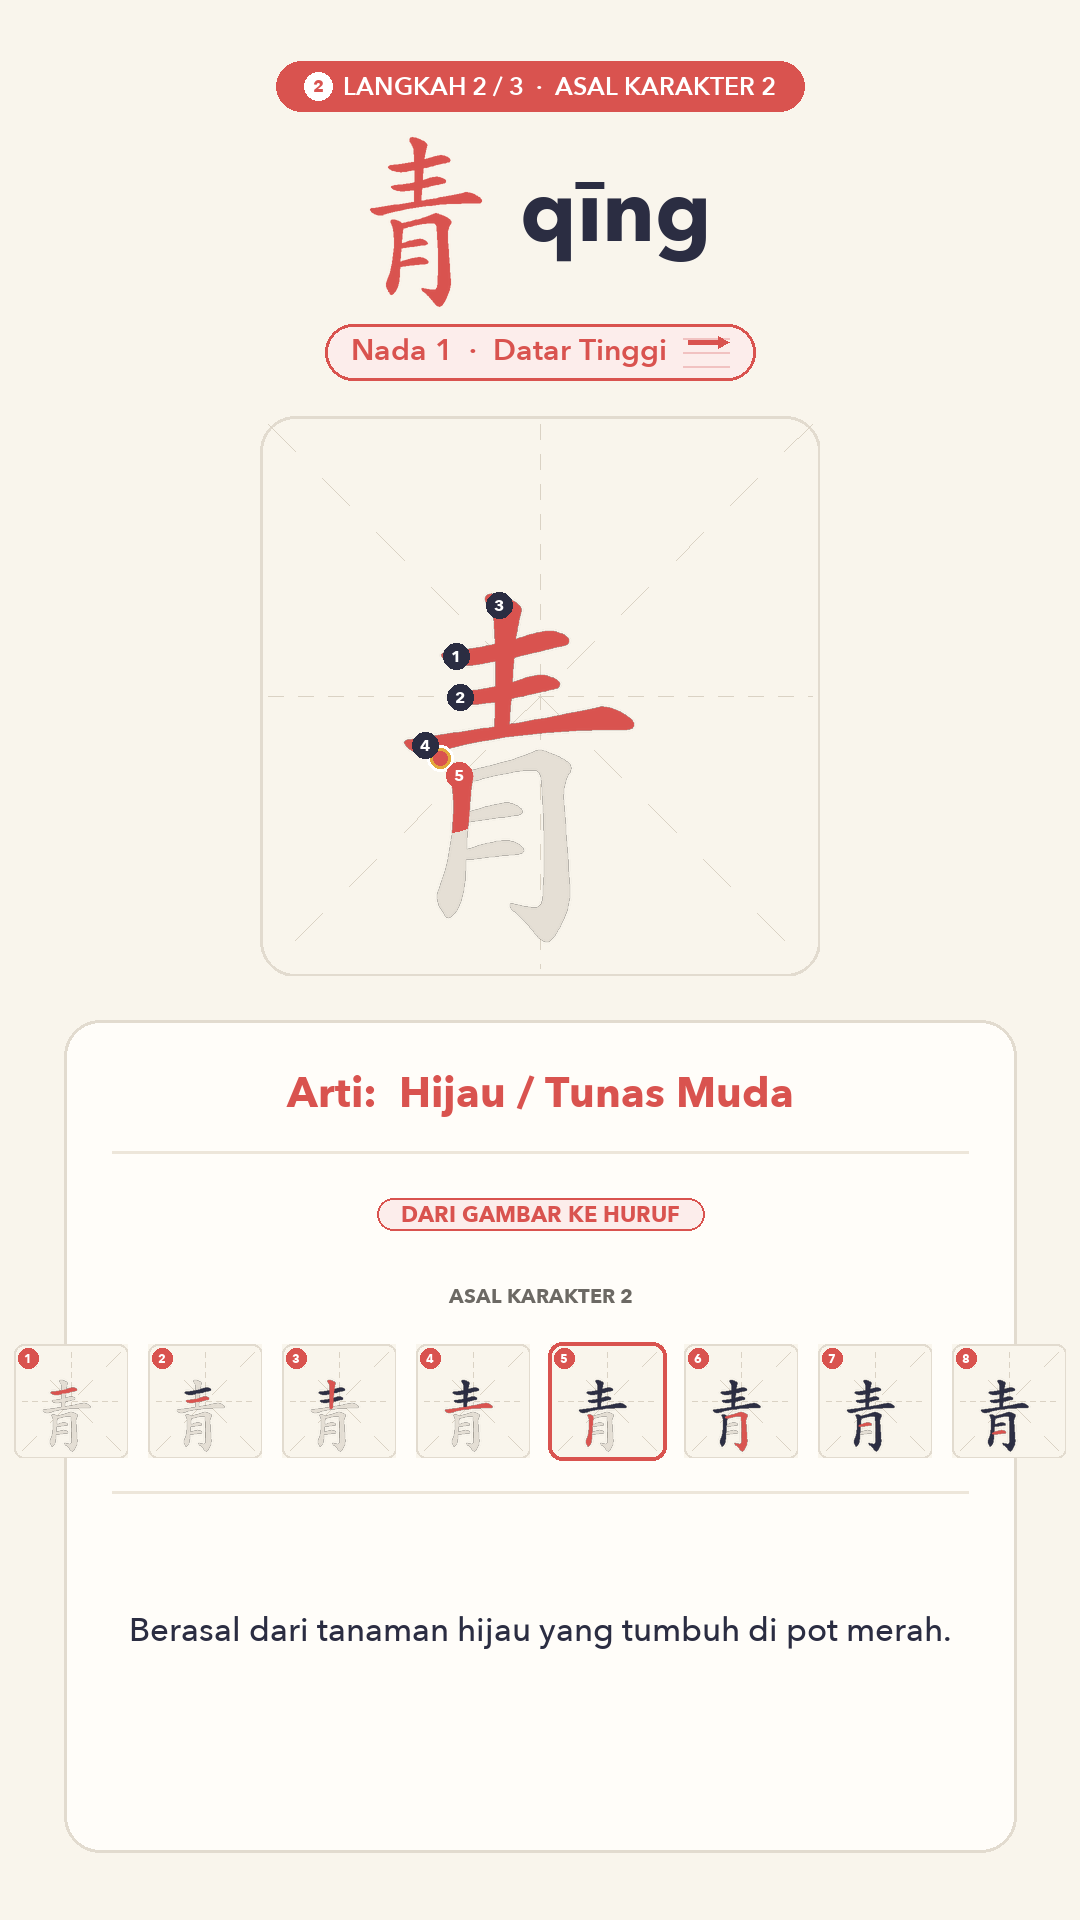 2 LANGKAH 2 / 3 · ASAL KARAKTER 2
青 qīng
Nada 1 · Datar Tinggi
3
1
2
4
5
Arti: Hijau / Tunas Muda
DARI GAMBAR KE HURUF
ASAL KARAKTER 2
1 2 3 4 5 6 7 8
Berasal dari tanaman hijau yang tumbuh di pot merah.